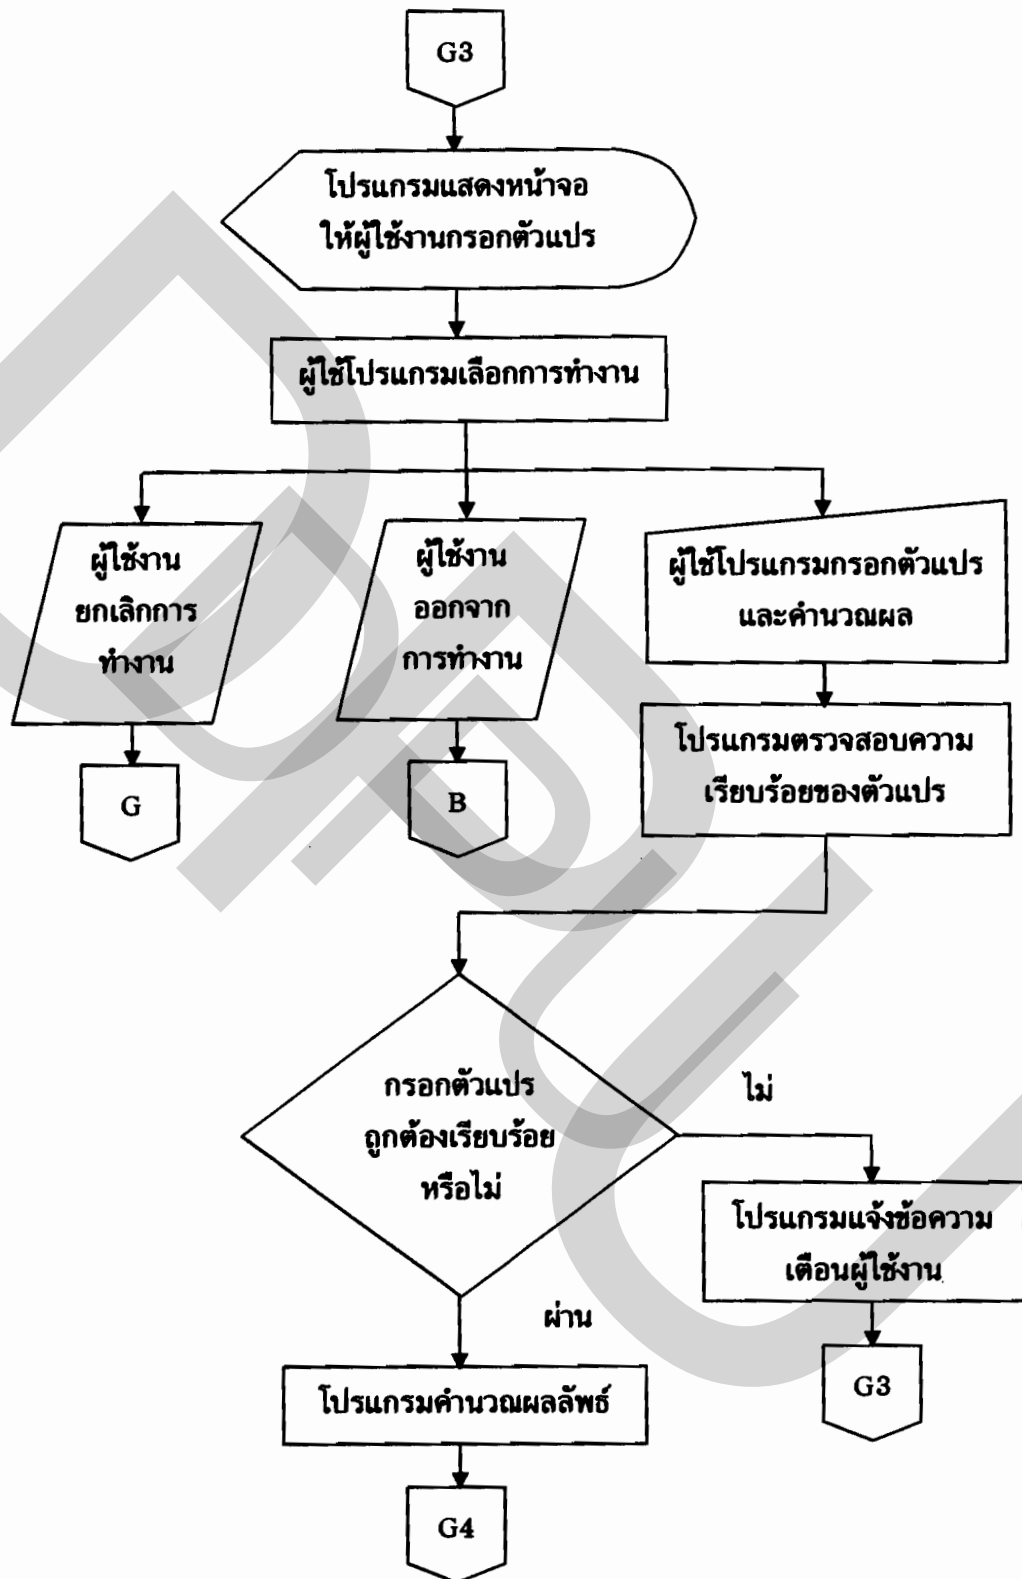 G3
โปรแกรมแสดงหน้าจอ
ให้ผู้ใช้งานกรอกตัวแปร
ผู้ใช้โปรแกรมเลือกการทำงาน
ผู้ใช้งาน
ยกเลิกการ
ทำงาน
ผู้ใช้งาน
ออกจาก
การทำงาน
ผู้ใช้โปรแกรมกรอกตัวแปร
และคำนวณผล
G
B
โปรแกรมตรวจสอบความ
เรียบร้อยของตัวแปร
กรอกตัวแปร
ถูกต้องเรียบร้อย
หรือไม่
ไม่
โปรแกรมแจ้งข้อความ
เตือนผู้ใช้งาน
G3
ผ่าน
โปรแกรมคำนวณผลลัพธ์
G4
DPU